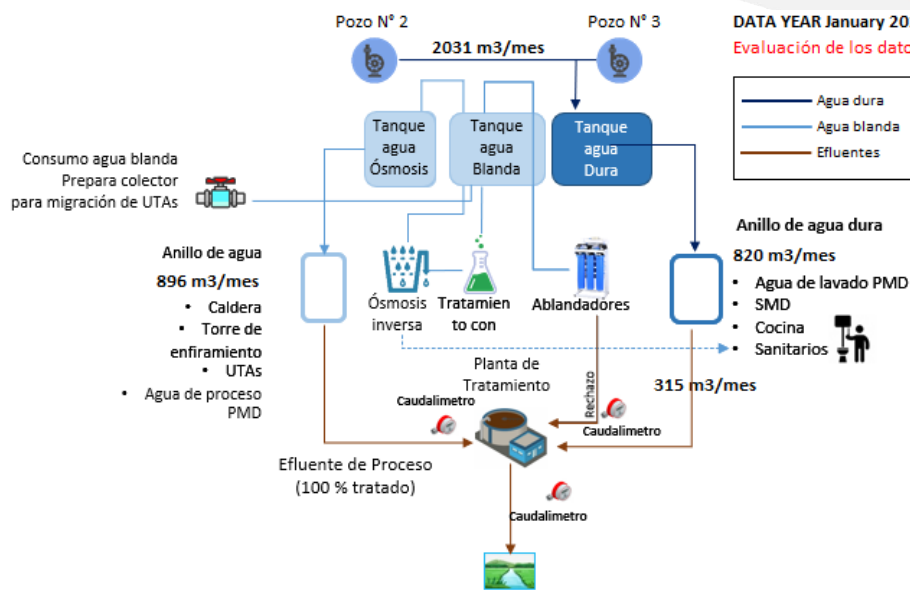 Pozo N° 2
Pozo N° 3
2031 m3/mes
DATA YEAR January 20
Evaluación de los dato
Agua dura
Agua blanda
Efluentes
Tanque
agua
Ósmosis
Tanque
agua
Blanda
Tanque
agua
Dura
Consumo agua blanda
Prepara colector
para migración de UTAs
Anillo de agua
896 m3/mes
• Caldera
• Torre de
enfiramiento
• UTAs
• Agua de proceso
PMD
Ósmosis
inversa
Tratamien
to con
Ablandadores
Anillo de agua dura
820 m3/mes
• Agua de lavado PMD
• SMD
• Cocina
• Sanitarios
315 m3/mes
Planta de
Tratamiento
Rechazo
Caudalimetro
Caudalimetro
Efluente de Proceso
(100 % tratado)
Caudalimetro